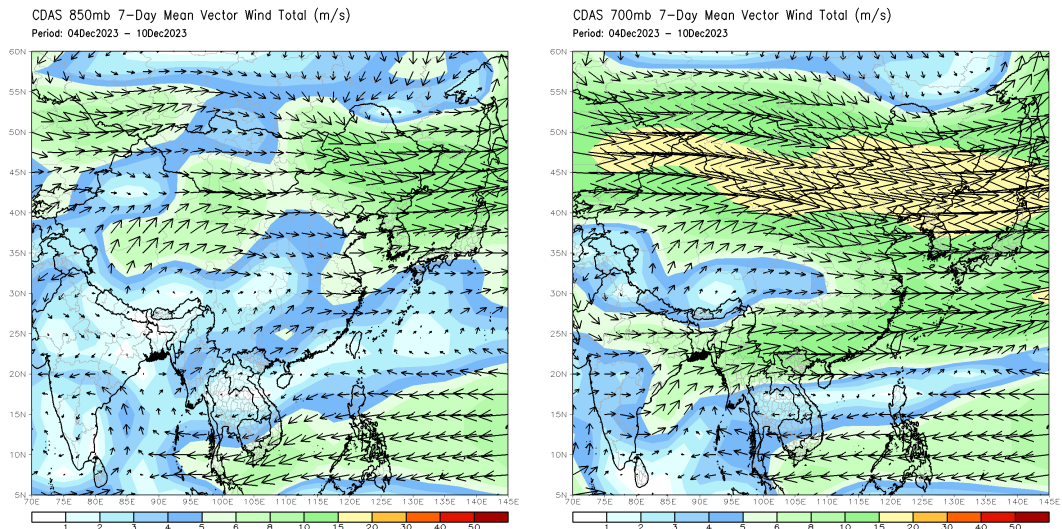 CDAS 850mb 7-Day Mean Vector Wind Total (m/s)
Period: 04Dec2023 - 10Dec2023
60N
55N
50N
45N
40N
35N
30N
25N
20N
15N
10N
5N
70E 75E 80E 85E 90E 95E 100E 105E 110E 115E 120E 125E 130E 135E 140E 145E
1 2 3 4 5 6 8 10 15 20 30 40 50
CDAS 700mb 7-Day Mean Vector Wind Total (m/s)
Period: 04Dec2023 - 10Dec2023
60N
55N
50N
45N
40N
35N
30N
25N
20N
15N
10N
5N
70E 75E 80E 85E 90E 95E 100E 105E 110E 115E 120E 125E 130E 135E 140E 145E
1 2 3 4 5 6 8 10 15 20 30 40 50